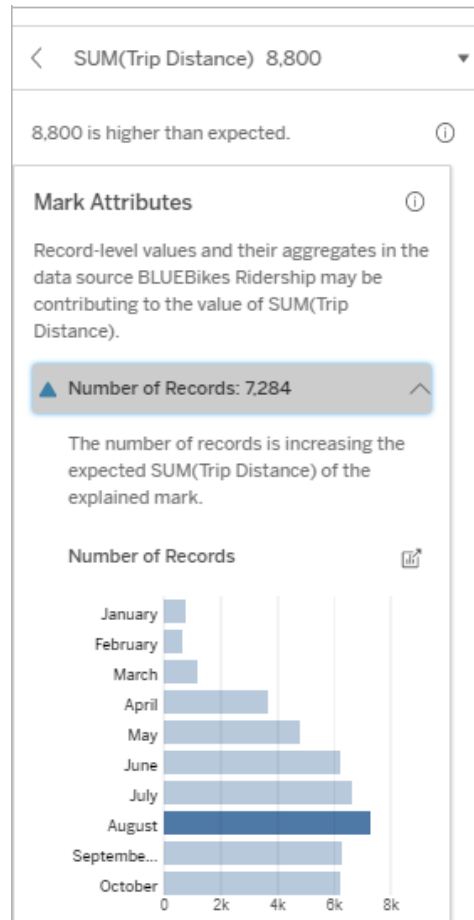 SUM(Trip Distance) 8,800
8,800 is higher than expected.
Mark Attributes
Record-level values and their aggregates in the
data source BLUEBikes Ridership may be
contributing to the value of SUM(Trip
Distance).
Number of Records: 7,284
The number of records is increasing the
expected SUM(Trip Distance) of the
explained mark.
Number of Records
January
February
March
April
May
June
July
August
Septembe...
October
0 2k 4k 6k 8k